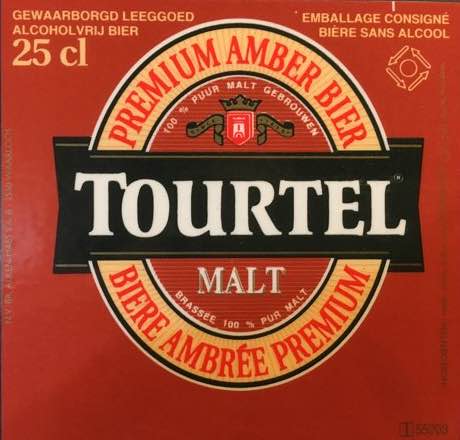 GEWAARBORGD LEEGGOED
ALCOHOLVRIJ BIER
25 cl
EMBALLAGE CONSIGNÉ
BIÈRE SANS ALCOOL
PREMIUM AMBER BIER
100 % PUUR MALT GEBROUWEN
TOURTEL
MALT
BRASSÉE 100 % PUR MALT
BIÈRE AMBRÉE PREMIUM